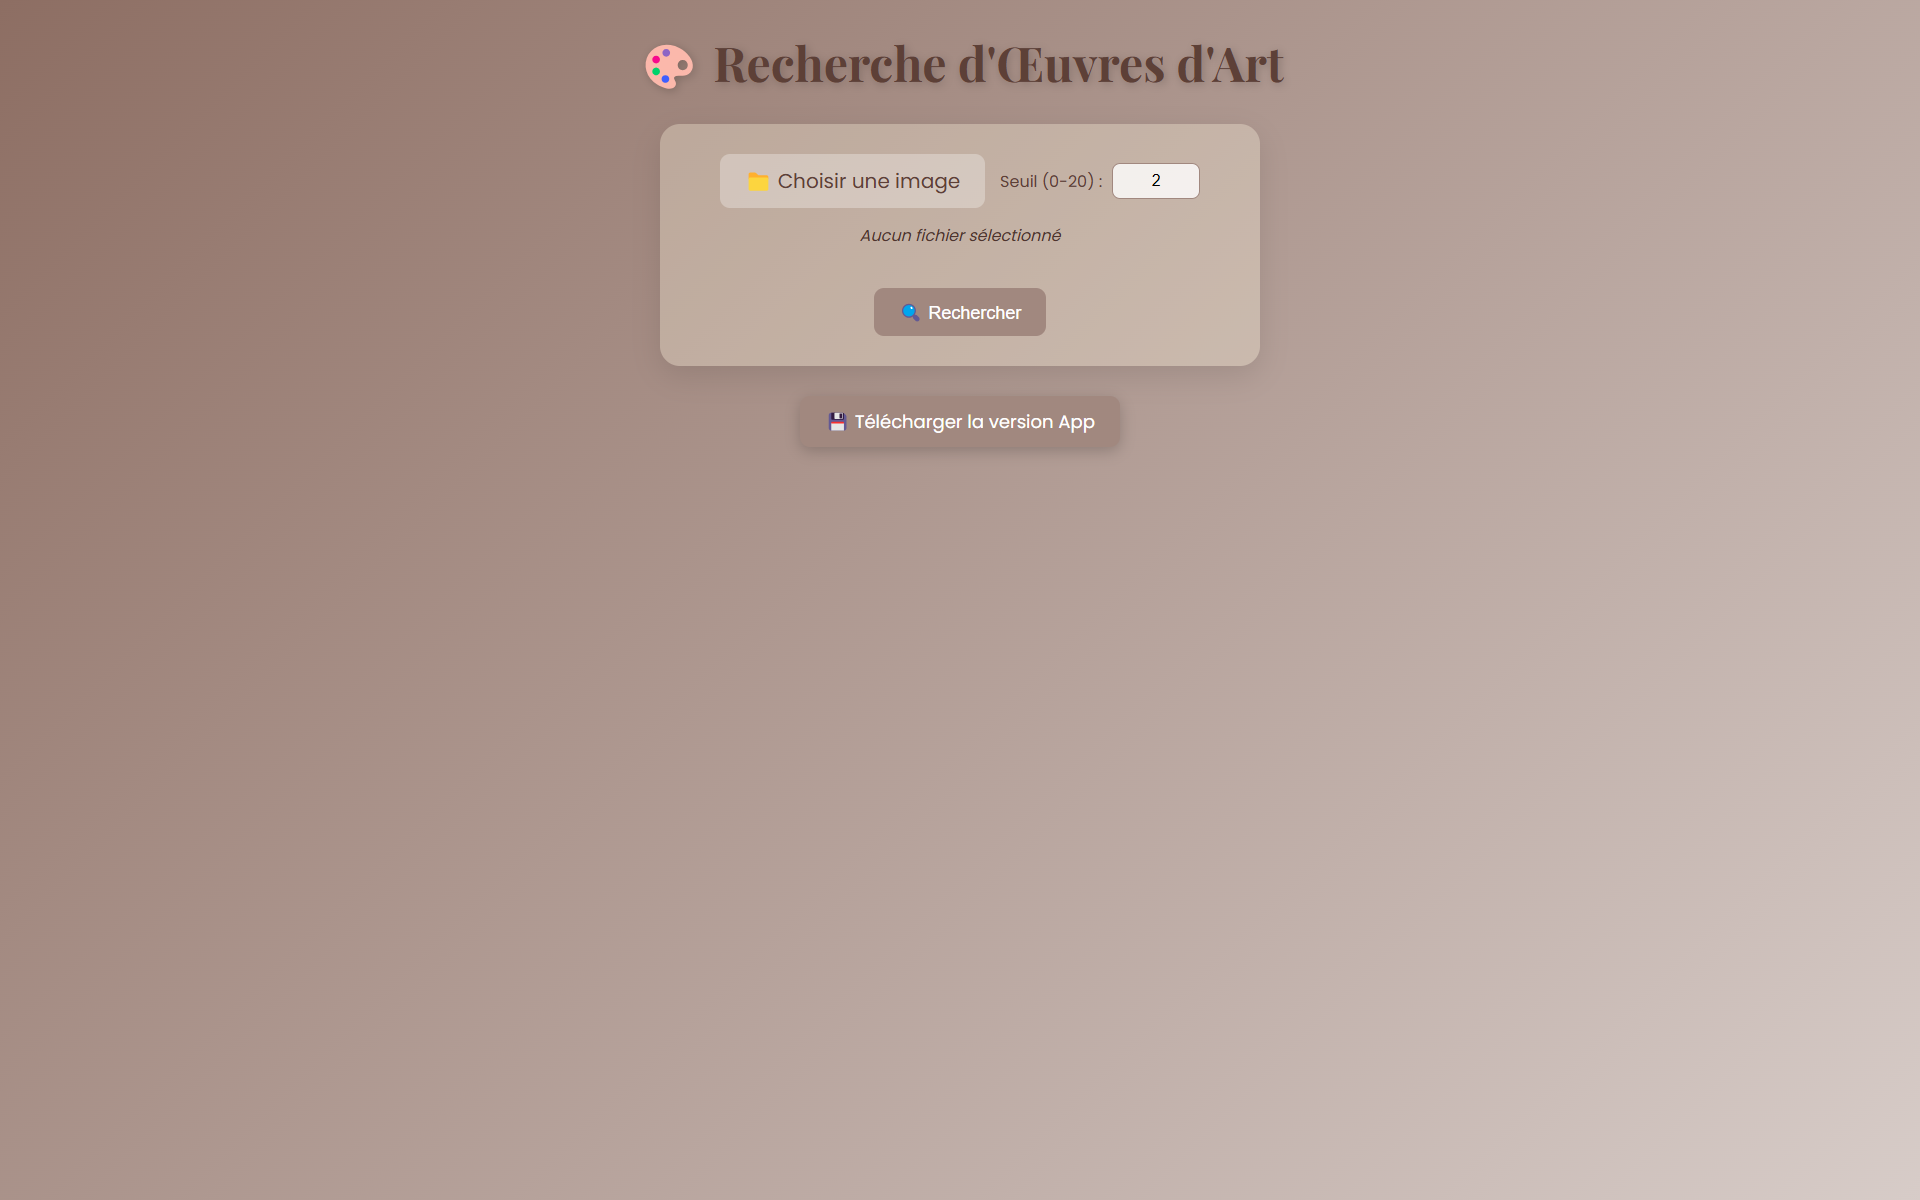 Recherche d'Œuvres d'Art
Choisir une image
Seuil (0-20) :
2
Aucun fichier sélectionné
Rechercher
Télécharger la version App